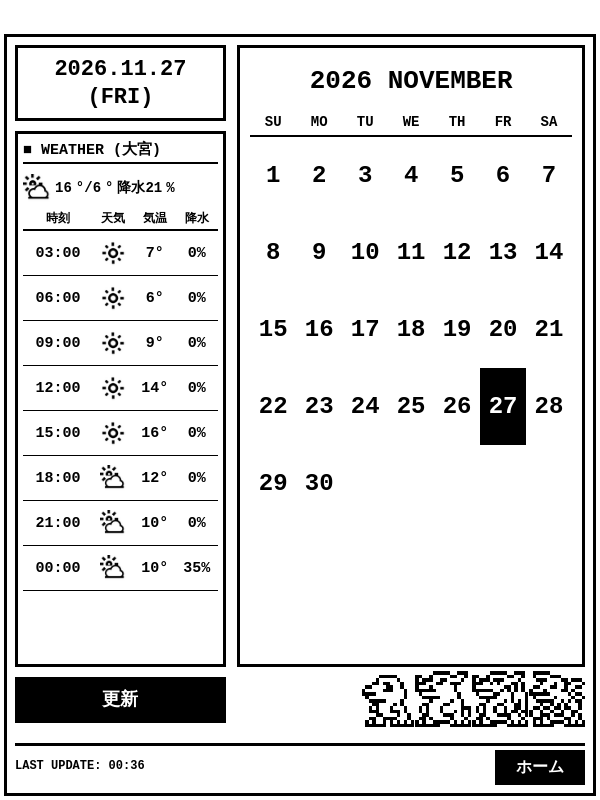 2026.11.27
(FRI)
■ WEATHER (大宮)
16°/6° 降水21%
時刻 天気 気温 降水
03:00 7° 0%
06:00 6° 0%
09:00 9° 0%
12:00 14° 0%
15:00 16° 0%
18:00 12° 0%
21:00 10° 0%
00:00 10° 35%
2026 NOVEMBER
SU MO TU WE TH FR SA
1 2 3 4 5 6 7
8 9 10 11 12 13 14
15 16 17 18 19 20 21
22 23 24 25 26 27 28
29 30
更新
LAST UPDATE: 00:36
ホーム